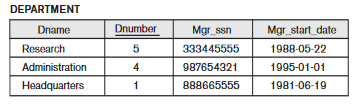 DEPARTMENT
Dname Dnumber Mgr_ssn Mgr_start_date
Research 5 333445555 1988-05-22
Administration 4 987654321 1995-01-01
Headquarters 1 888665555 1981-06-19